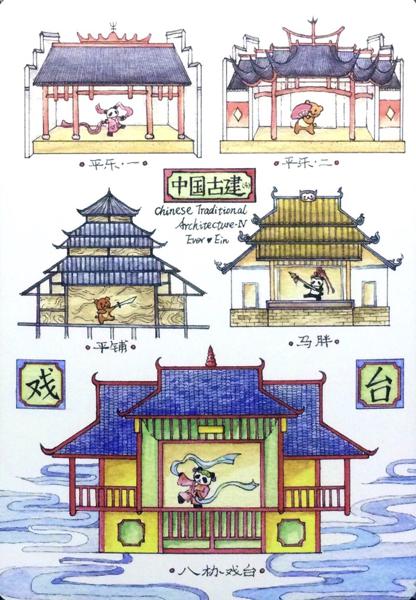 ·平乐·一·
·平乐·二·
中国古建
Chinese Traditional
Architecture-IV
Ever♥Ein
·平铺·
·马胖·
戏
台
·八协戏台·